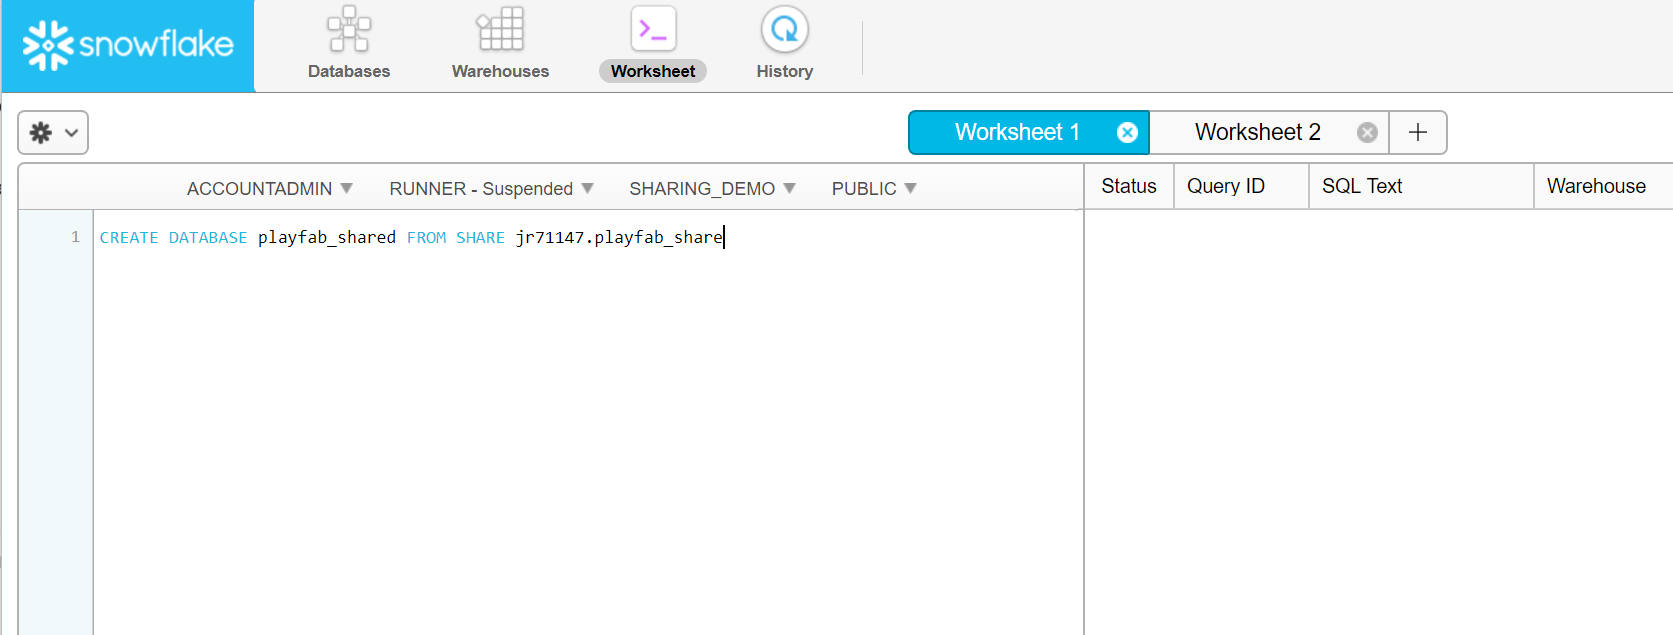 snowflake
Databases
Warehouses
Worksheet
History
Worksheet 1
Worksheet 2
ACCOUNTADMIN RUNNER - Suspended SHARING_DEMO PUBLIC
Status Query ID SQL Text Warehouse
1 CREATE DATABASE playfab_shared FROM SHARE jr71147.playfab_share